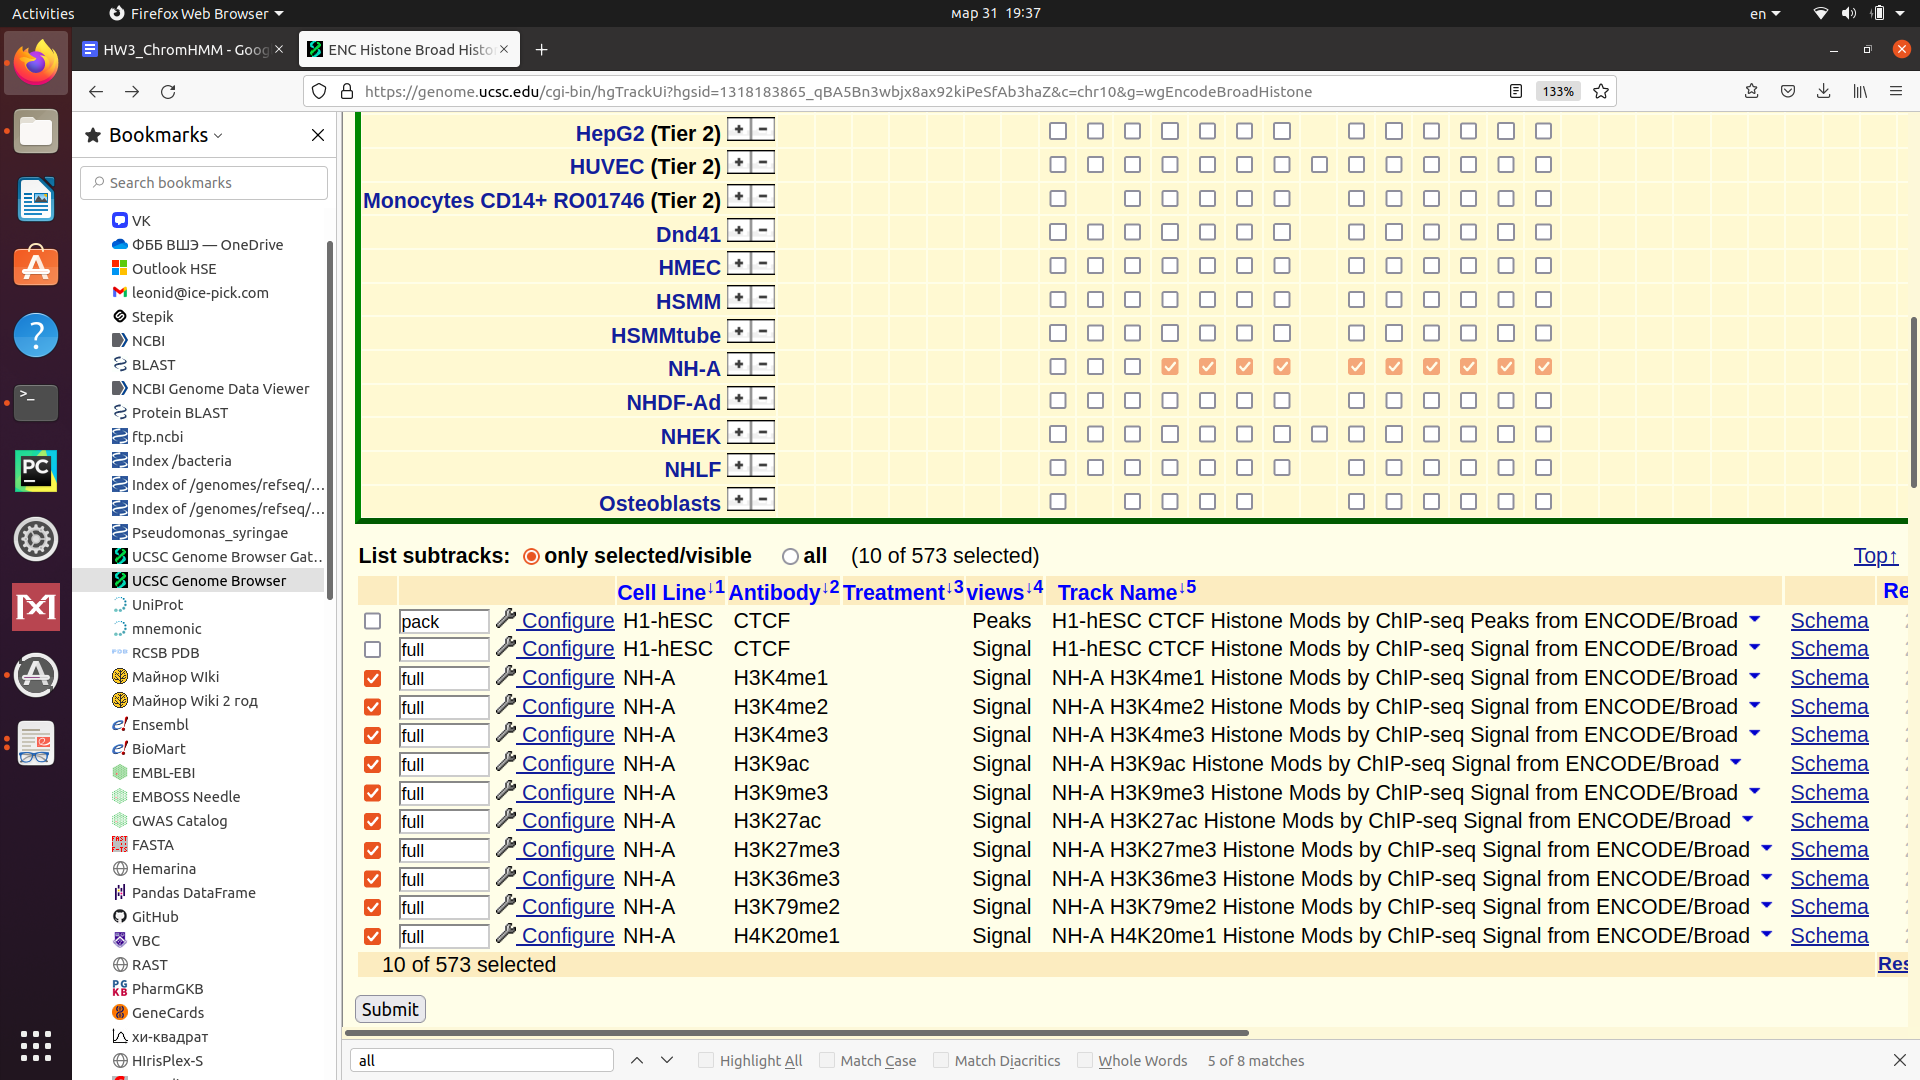 Activities
Firefox Web Browser
мар 31 19:37
en
HW3_ChromHMM - Goog
ENC Histone Broad Histo
https://genome.ucsc.edu/cgi-bin/hgTrackUi?hgsid=1318183865_qBA5Bn3wbjx8ax92kiPeSfAb3haZ&c=chr10&g=wgEncodeBroadHistone
133%
Bookmarks
Search bookmarks
VK
ФББ ВШЭ — OneDrive
Outlook HSE
leonid@ice-pick.com
Stepik
NCBI
BLAST
NCBI Genome Data Viewer
Protein BLAST
ftp.ncbi
Index /bacteria
Index of /genomes/refseq/…
Index of /genomes/refseq/…
Pseudomonas_syringae
UCSC Genome Browser Gat…
UCSC Genome Browser
UniProt
mnemonic
RCSB PDB
Майнор WIki
Майнор Wiki 2 год
Ensembl
BioMart
EMBL-EBI
EMBOSS Needle
GWAS Catalog
FASTA
Hemarina
Pandas DataFrame
GitHub
VBC
RAST
PharmGKB
GeneCards
хи-квадрат
HIrisPlex-S
HepG2 (Tier 2)
HUVEC (Tier 2)
Monocytes CD14+ RO01746 (Tier 2)
Dnd41
HMEC
HSMM
HSMMtube
NH-A
NHDF-Ad
NHEK
NHLF
Osteoblasts
List subtracks: only selected/visible all (10 of 573 selected) Top↑
Cell Line↓1 Antibody↓2 Treatment↓3 views↓4 Track Name↓5 Re
pack Configure H1-hESC CTCF Peaks H1-hESC CTCF Histone Mods by ChIP-seq Peaks from ENCODE/Broad Schema
full Configure H1-hESC CTCF Signal H1-hESC CTCF Histone Mods by ChIP-seq Signal from ENCODE/Broad Schema
full Configure NH-A H3K4me1 Signal NH-A H3K4me1 Histone Mods by ChIP-seq Signal from ENCODE/Broad Schema
full Configure NH-A H3K4me2 Signal NH-A H3K4me2 Histone Mods by ChIP-seq Signal from ENCODE/Broad Schema
full Configure NH-A H3K4me3 Signal NH-A H3K4me3 Histone Mods by ChIP-seq Signal from ENCODE/Broad Schema
full Configure NH-A H3K9ac Signal NH-A H3K9ac Histone Mods by ChIP-seq Signal from ENCODE/Broad Schema
full Configure NH-A H3K9me3 Signal NH-A H3K9me3 Histone Mods by ChIP-seq Signal from ENCODE/Broad Schema
full Configure NH-A H3K27ac Signal NH-A H3K27ac Histone Mods by ChIP-seq Signal from ENCODE/Broad Schema
full Configure NH-A H3K27me3 Signal NH-A H3K27me3 Histone Mods by ChIP-seq Signal from ENCODE/Broad Schema
full Configure NH-A H3K36me3 Signal NH-A H3K36me3 Histone Mods by ChIP-seq Signal from ENCODE/Broad Schema
full Configure NH-A H3K79me2 Signal NH-A H3K79me2 Histone Mods by ChIP-seq Signal from ENCODE/Broad Schema
full Configure NH-A H4K20me1 Signal NH-A H4K20me1 Histone Mods by ChIP-seq Signal from ENCODE/Broad Schema
10 of 573 selected Res
Submit
all Highlight All Match Case Match Diacritics Whole Words 5 of 8 matches